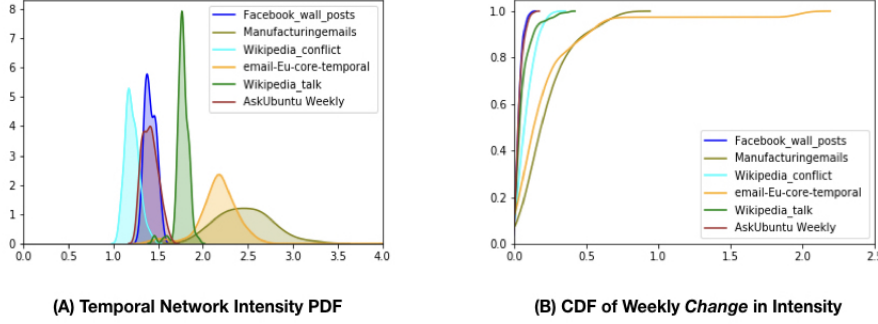 8
7
6
5
4
3
2
1
0
0.0 0.5 1.0 1.5 2.0 2.5 3.0 3.5 4.0
Facebook_wall_posts
Manufacturingemails
Wikipedia_conflict
email-Eu-core-temporal
Wikipedia_talk
AskUbuntu Weekly
(A) Temporal Network Intensity PDF
1.0
0.8
0.6
0.4
0.2
0.0
0.0 0.5 1.0 1.5 2.0 2.5
Facebook_wall_posts
Manufacturingemails
Wikipedia_conflict
email-Eu-core-temporal
Wikipedia_talk
AskUbuntu Weekly
(B) CDF of Weekly Change in Intensity